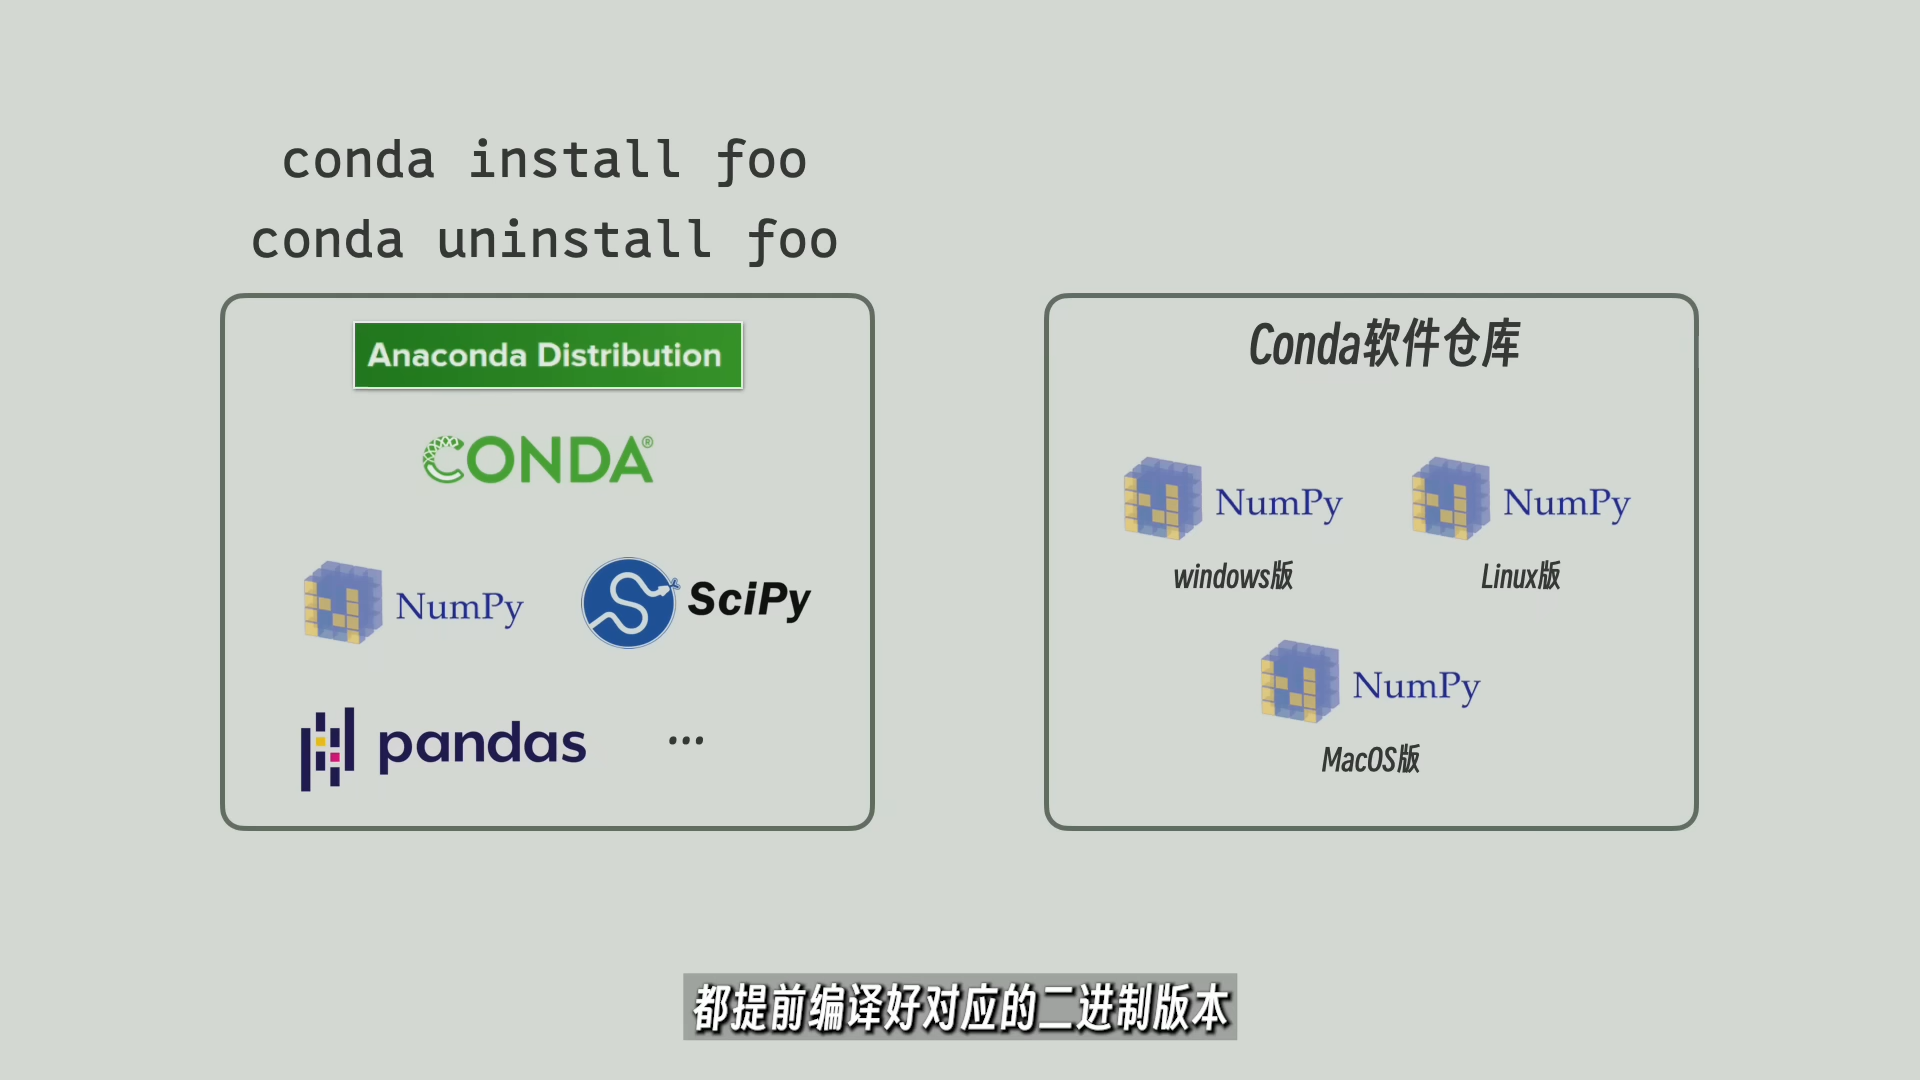 conda install foo
conda uninstall foo
Anaconda Distribution
CONDA®
NumPy
SciPy
pandas
...
Conda软件仓库
NumPy
NumPy
windows版
Linux版
NumPy
MacOS版
都提前编译好对应的二进制版本